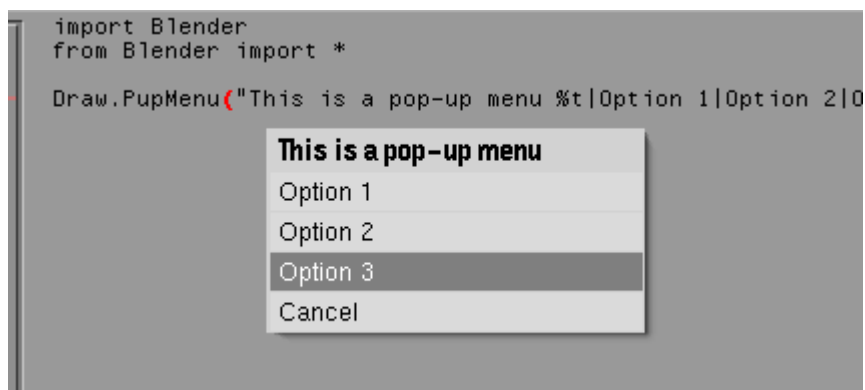 import Blender
from Blender import *
Draw.PupMenu("This is a pop-up menu %t|Option 1|Option 2|O
This is a pop-up menu
Option 1
Option 2
Option 3
Cancel